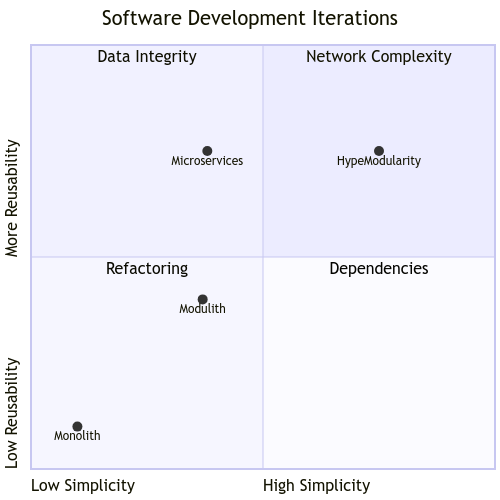 Software Development Iterations
Data Integrity
Network Complexity
Microservices
HypeModularity
More Reusability
Refactoring
Dependencies
Modulith
Monolith
Low Reusability
Low Simplicity
High Simplicity